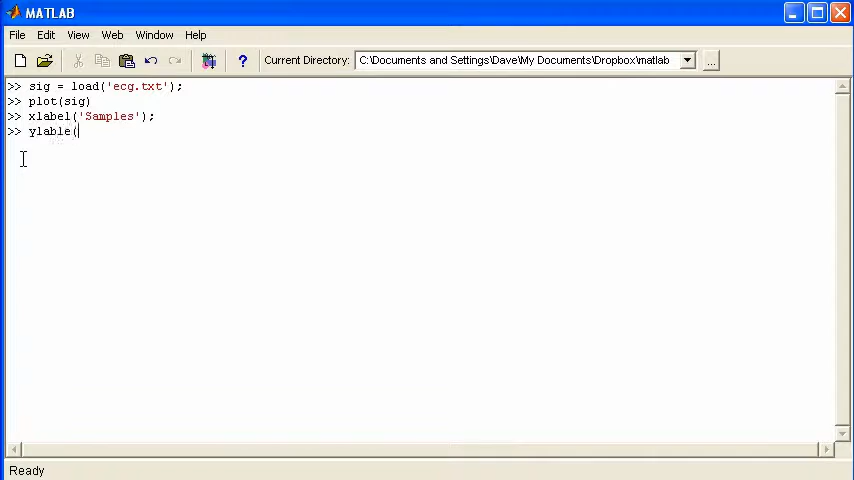 MATLAB
File Edit View Web Window Help
? Current Directory: C:\Documents and Settings\Dave\My Documents\Dropbox\matlab ...
>> sig = load('ecg.txt');
>> plot(sig)
>> xlabel('Samples');
>> ylable(
Ready